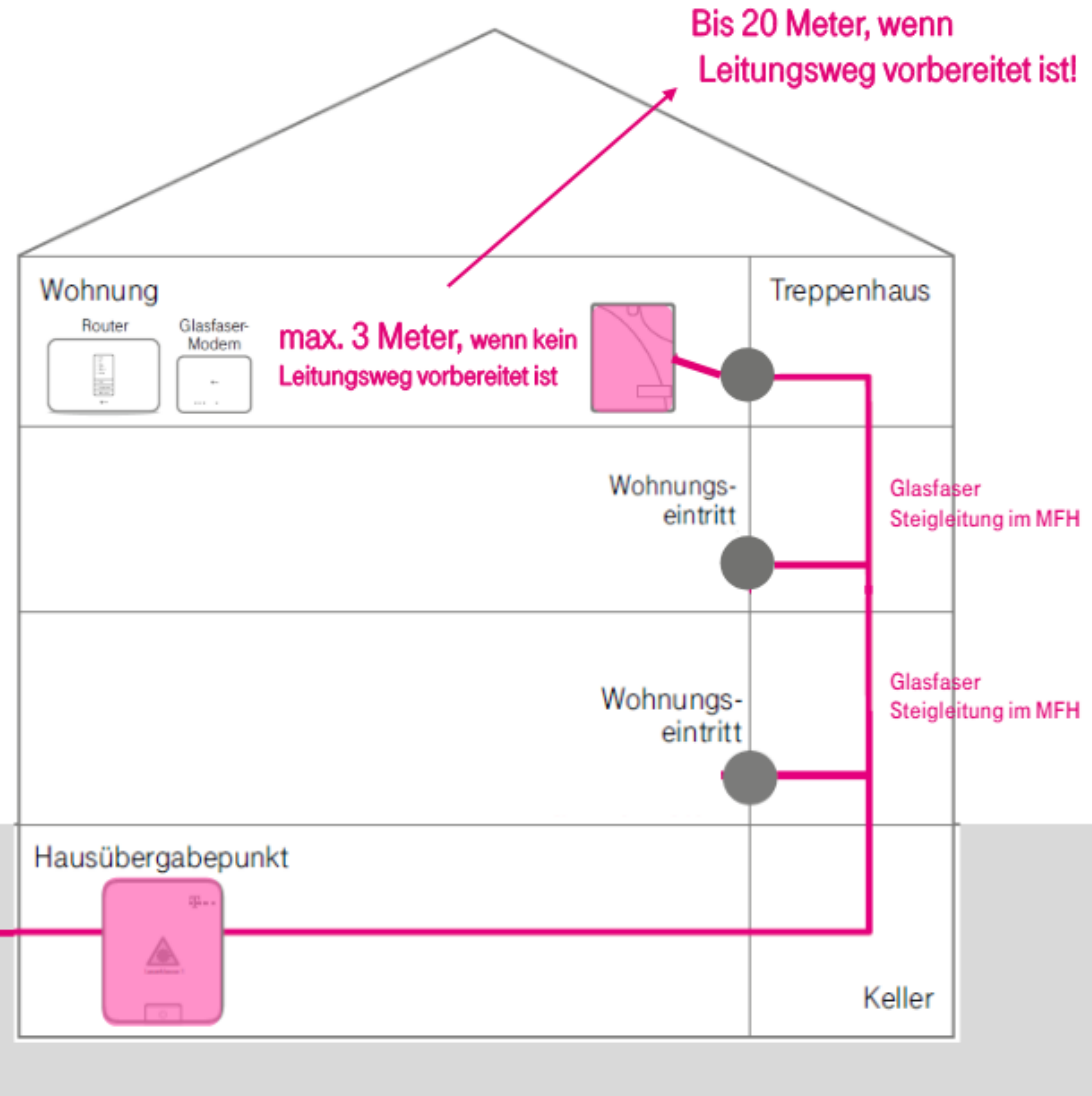 Bis 20 Meter, wenn
Leitungsweg vorbereitet ist!
Wohnung
Treppenhaus
Router
Glasfaser-
Modem
max. 3 Meter, wenn kein
Leitungsweg vorbereitet ist
Wohnungs-
eintritt
Glasfaser
Steigleitung im MFH
Wohnungs-
eintritt
Glasfaser
Steigleitung im MFH
Hausübergabepunkt
Keller